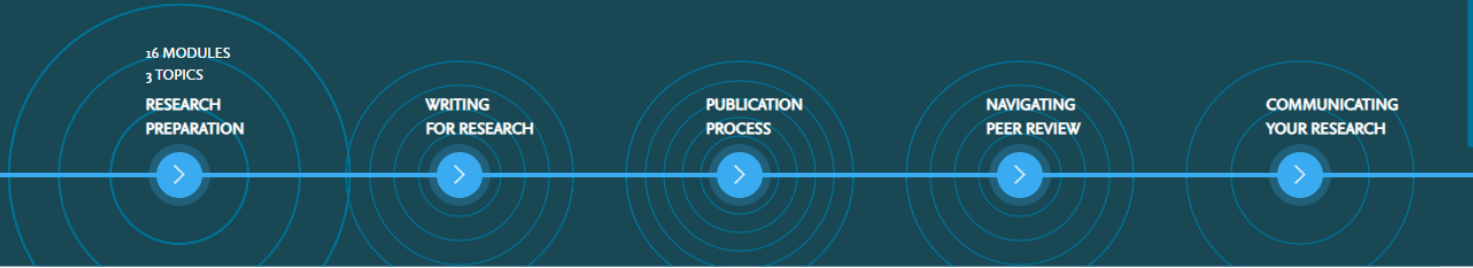 16 MODULES
3 TOPICS
RESEARCH
PREPARATION
WRITING
FOR RESEARCH
PUBLICATION
PROCESS
NAVIGATING
PEER REVIEW
COMMUNICATING
YOUR RESEARCH